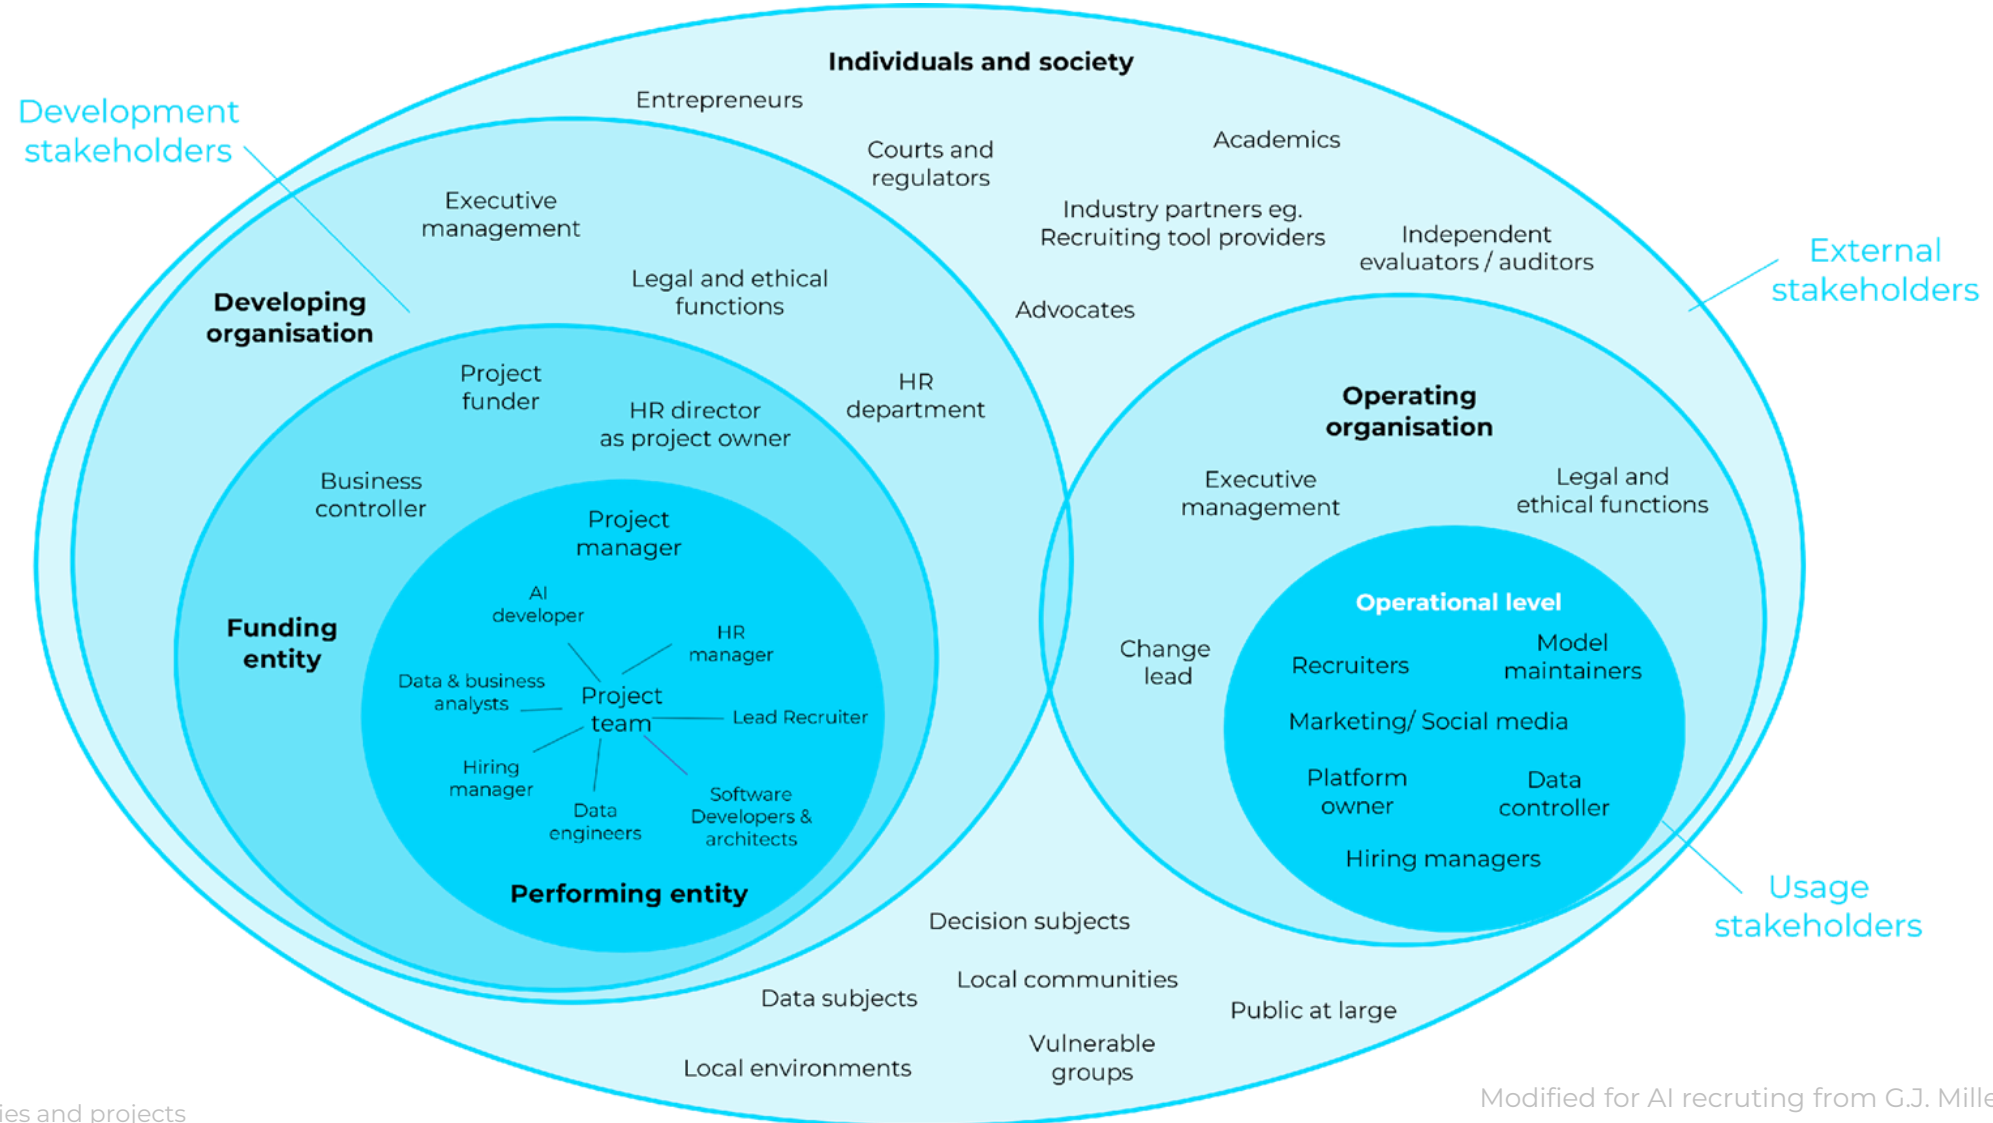 Individuals and society
Entrepreneurs
Development
stakeholders
Courts and
regulators
Academics
Executive
management
Industry partners eg.
Recruiting tool providers
Independent
evaluators / auditors
External
stakeholders
Legal and ethical
functions
Developing
organisation
Advocates
Project
funder
HR director
as project owner
HR
department
Operating
organisation
Business
controller
Executive
management
Legal and
ethical functions
Project
manager
AI
developer
Funding
entity
HR
manager
Data & business
analysts
Project
team
Lead Recruiter
Hiring
manager
Data
engineers
Software
Developers &
architects
Performing entity
Change
lead
Operational level
Recruiters
Model
maintainers
Marketing/ Social media
Platform
owner
Data
controller
Hiring managers
Usage
stakeholders
Decision subjects
Local communities
Data subjects
Public at large
Vulnerable
groups
Local environments
and projects
Modified for AI recruting from G.J.